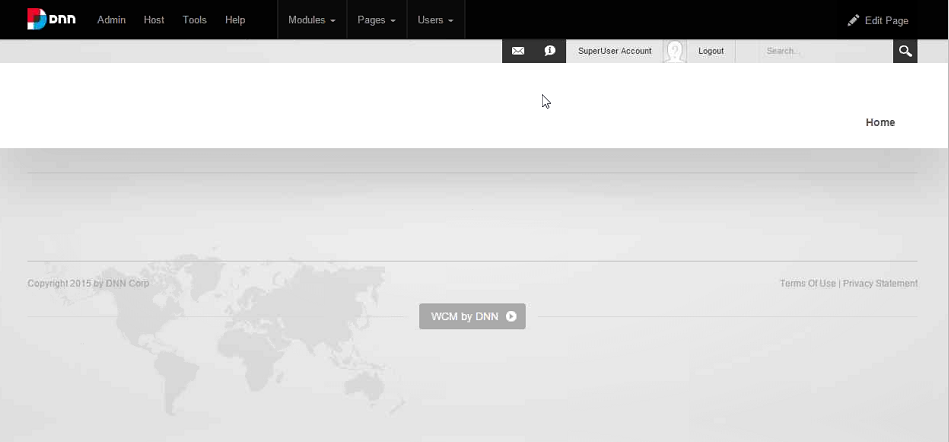 DNN Admin Host Tools Help Modules Pages Users Edit Page
SuperUser Account Logout Search...
Home
Copyright 2015 by DNN Corp Terms Of Use | Privacy Statement
WCM by DNN